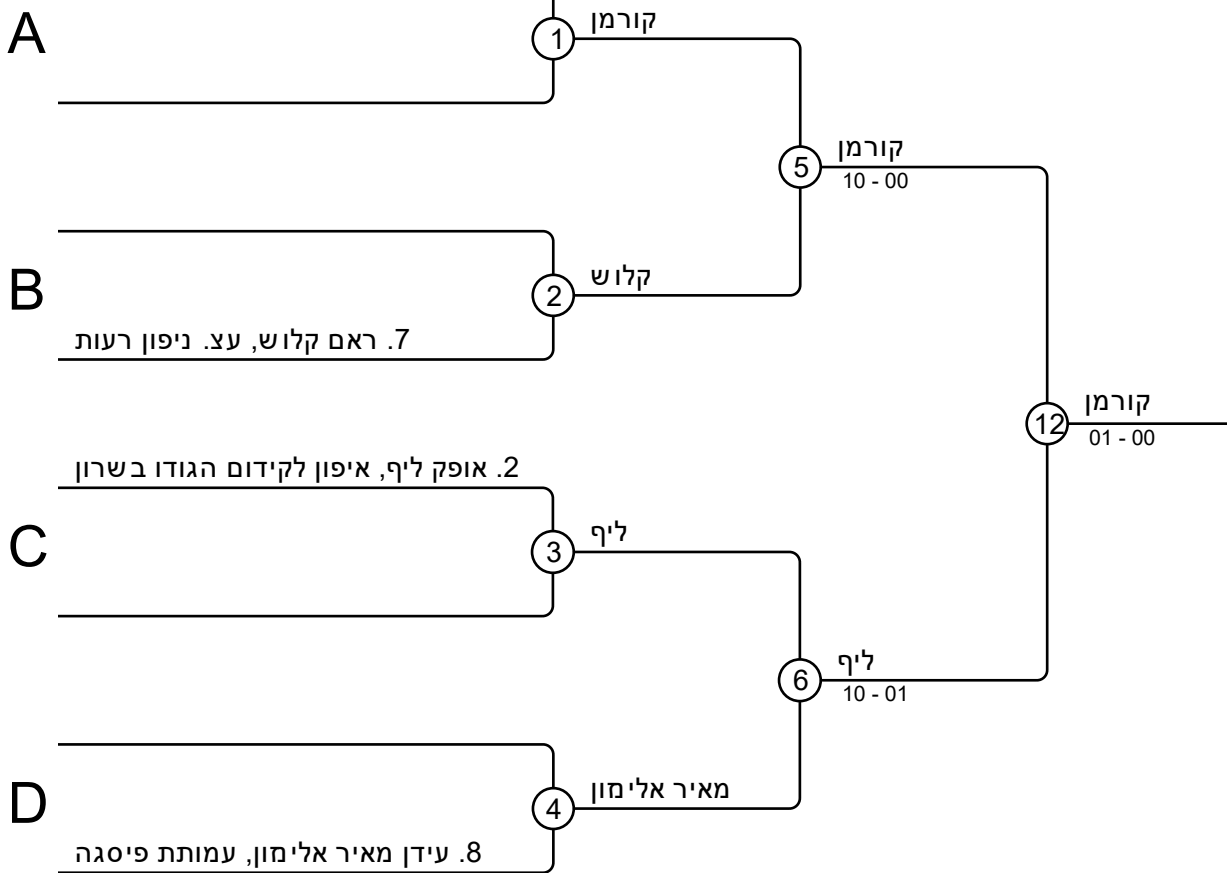 A
1
קורמן
5
קורמן
10 - 00
B
2
קלוש
7. ראם קלוש, עצ. ניפון רעות
12
קורמן
01 - 00
2. אופק ליף, איפון לקידום הגודו בשרון
C
3
ליף
6
ליף
10 - 01
D
4
מאיר אלימזון
8. עידן מאיר אלימזון, עמותת פיסגה